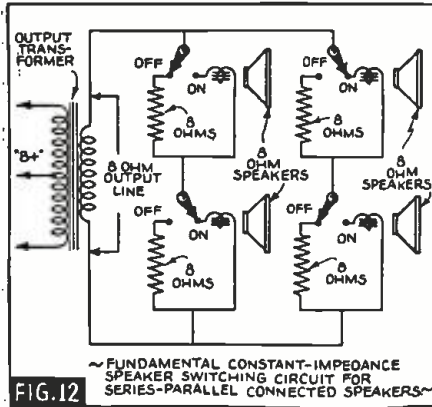 OUTPUT
TRANS-
FORMER
"B+"
8 OHM
OUTPUT
LINE
OFF
ON
8
OHMS
8
OHM
SPEAKERS
OFF
ON
8
OHMS
OFF
ON
8
OHMS
8
OHM
SPEAKERS
OFF
ON
8
OHMS
~FUNDAMENTAL CONSTANT-IMPEDANCE
SPEAKER SWITCHING CIRCUIT FOR
SERIES-PARALLEL CONNECTED SPEAKERS~
FIG.12